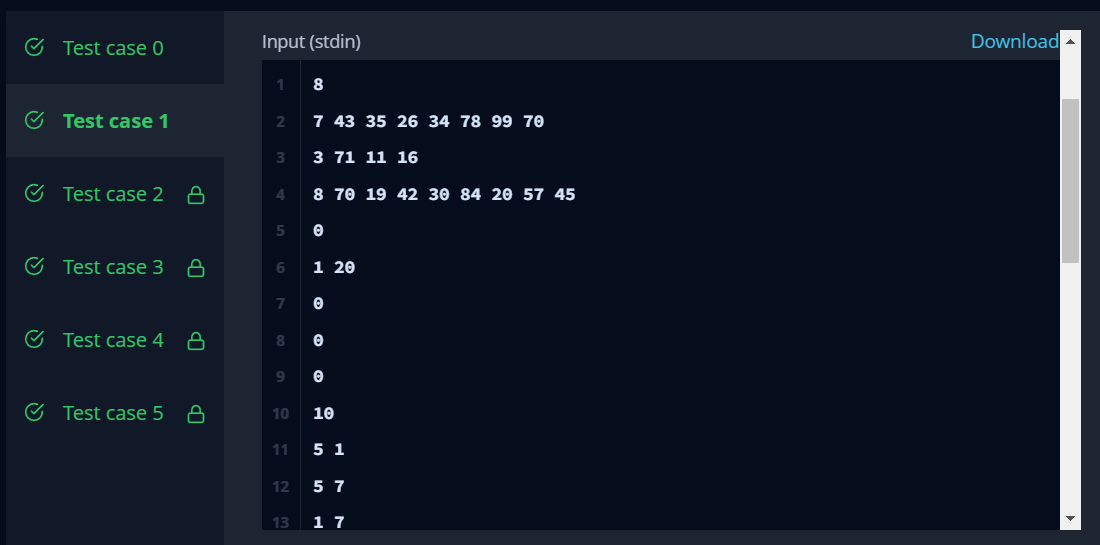 Test case 0
Test case 1
Test case 2
Test case 3
Test case 4
Test case 5
Input (stdin)
Download
1 8
2 7 43 35 26 34 78 99 70
3 3 71 11 16
4 8 70 19 42 30 84 20 57 45
5 0
6 1 20
7 0
8 0
9 0
10 10
11 5 1
12 5 7
13 1 7